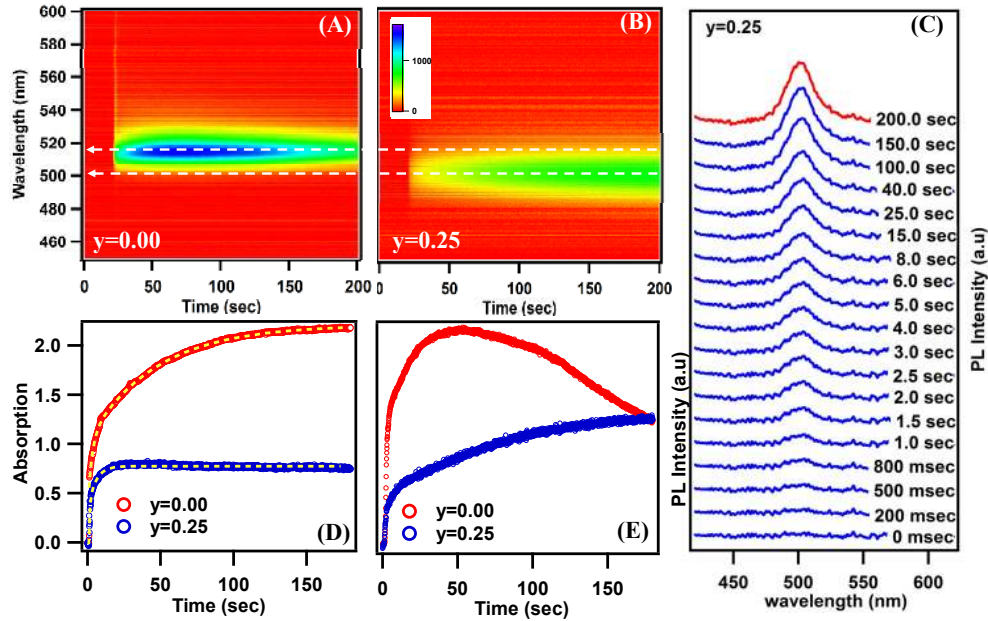 (A)
600
580
560
540
520
500
480
460
Wavelength (nm)
y=0.00
0
50
100
150
200
Time (sec)
(B)
1000
0
y=0.25
0
50
100
150
200
Time (sec)
(C)
y=0.25
200.0 sec
150.0 sec
100.0 sec
40.0 sec
25.0 sec
15.0 sec
8.0 sec
6.0 sec
5.0 sec
4.0 sec
3.0 sec
2.5 sec
2.0 sec
1.5 sec
1.0 sec
800 msec
500 msec
200 msec
0 msec
PL Intensity (a.u)
450
500
550
600
wavelength (nm)
PL Intensity (a.u)
2.0
1.5
1.0
0.5
0.0
Absorption
y=0.00
y=0.25
(D)
0
50
100
150
Time (sec)
y=0.00
y=0.25
(E)
0
50
100
150
Time (sec)